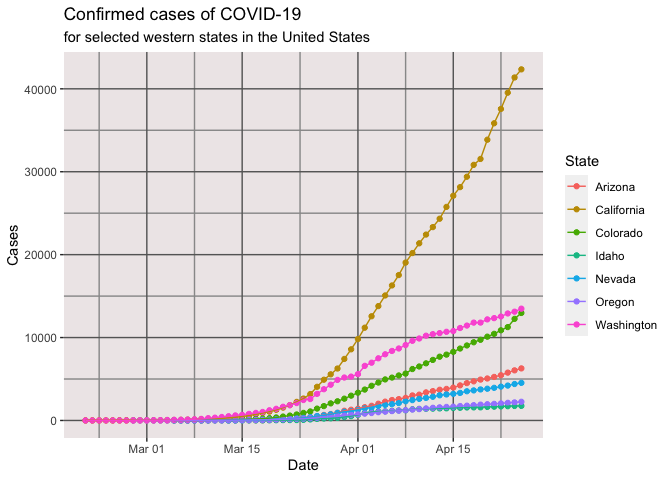 Confirmed cases of COVID-19
for selected western states in the United States
Cases
40000
30000
20000
10000
0
Mar 01
Mar 15
Apr 01
Apr 15
Date
State
Arizona
California
Colorado
Idaho
Nevada
Oregon
Washington